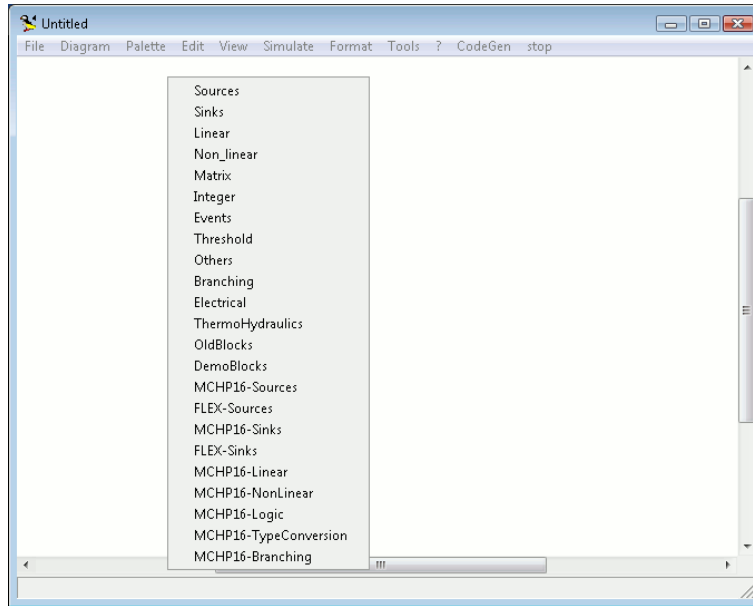 Untitled
File Diagram Palette Edit View Simulate Format Tools ? CodeGen stop
Sources
Sinks
Linear
Non_linear
Matrix
Integer
Events
Threshold
Others
Branching
Electrical
ThermoHydraulics
OldBlocks
DemoBlocks
MCHP16-Sources
FLEX-Sources
MCHP16-Sinks
FLEX-Sinks
MCHP16-Linear
MCHP16-NonLinear
MCHP16-Logic
MCHP16-TypeConversion
MCHP16-Branching